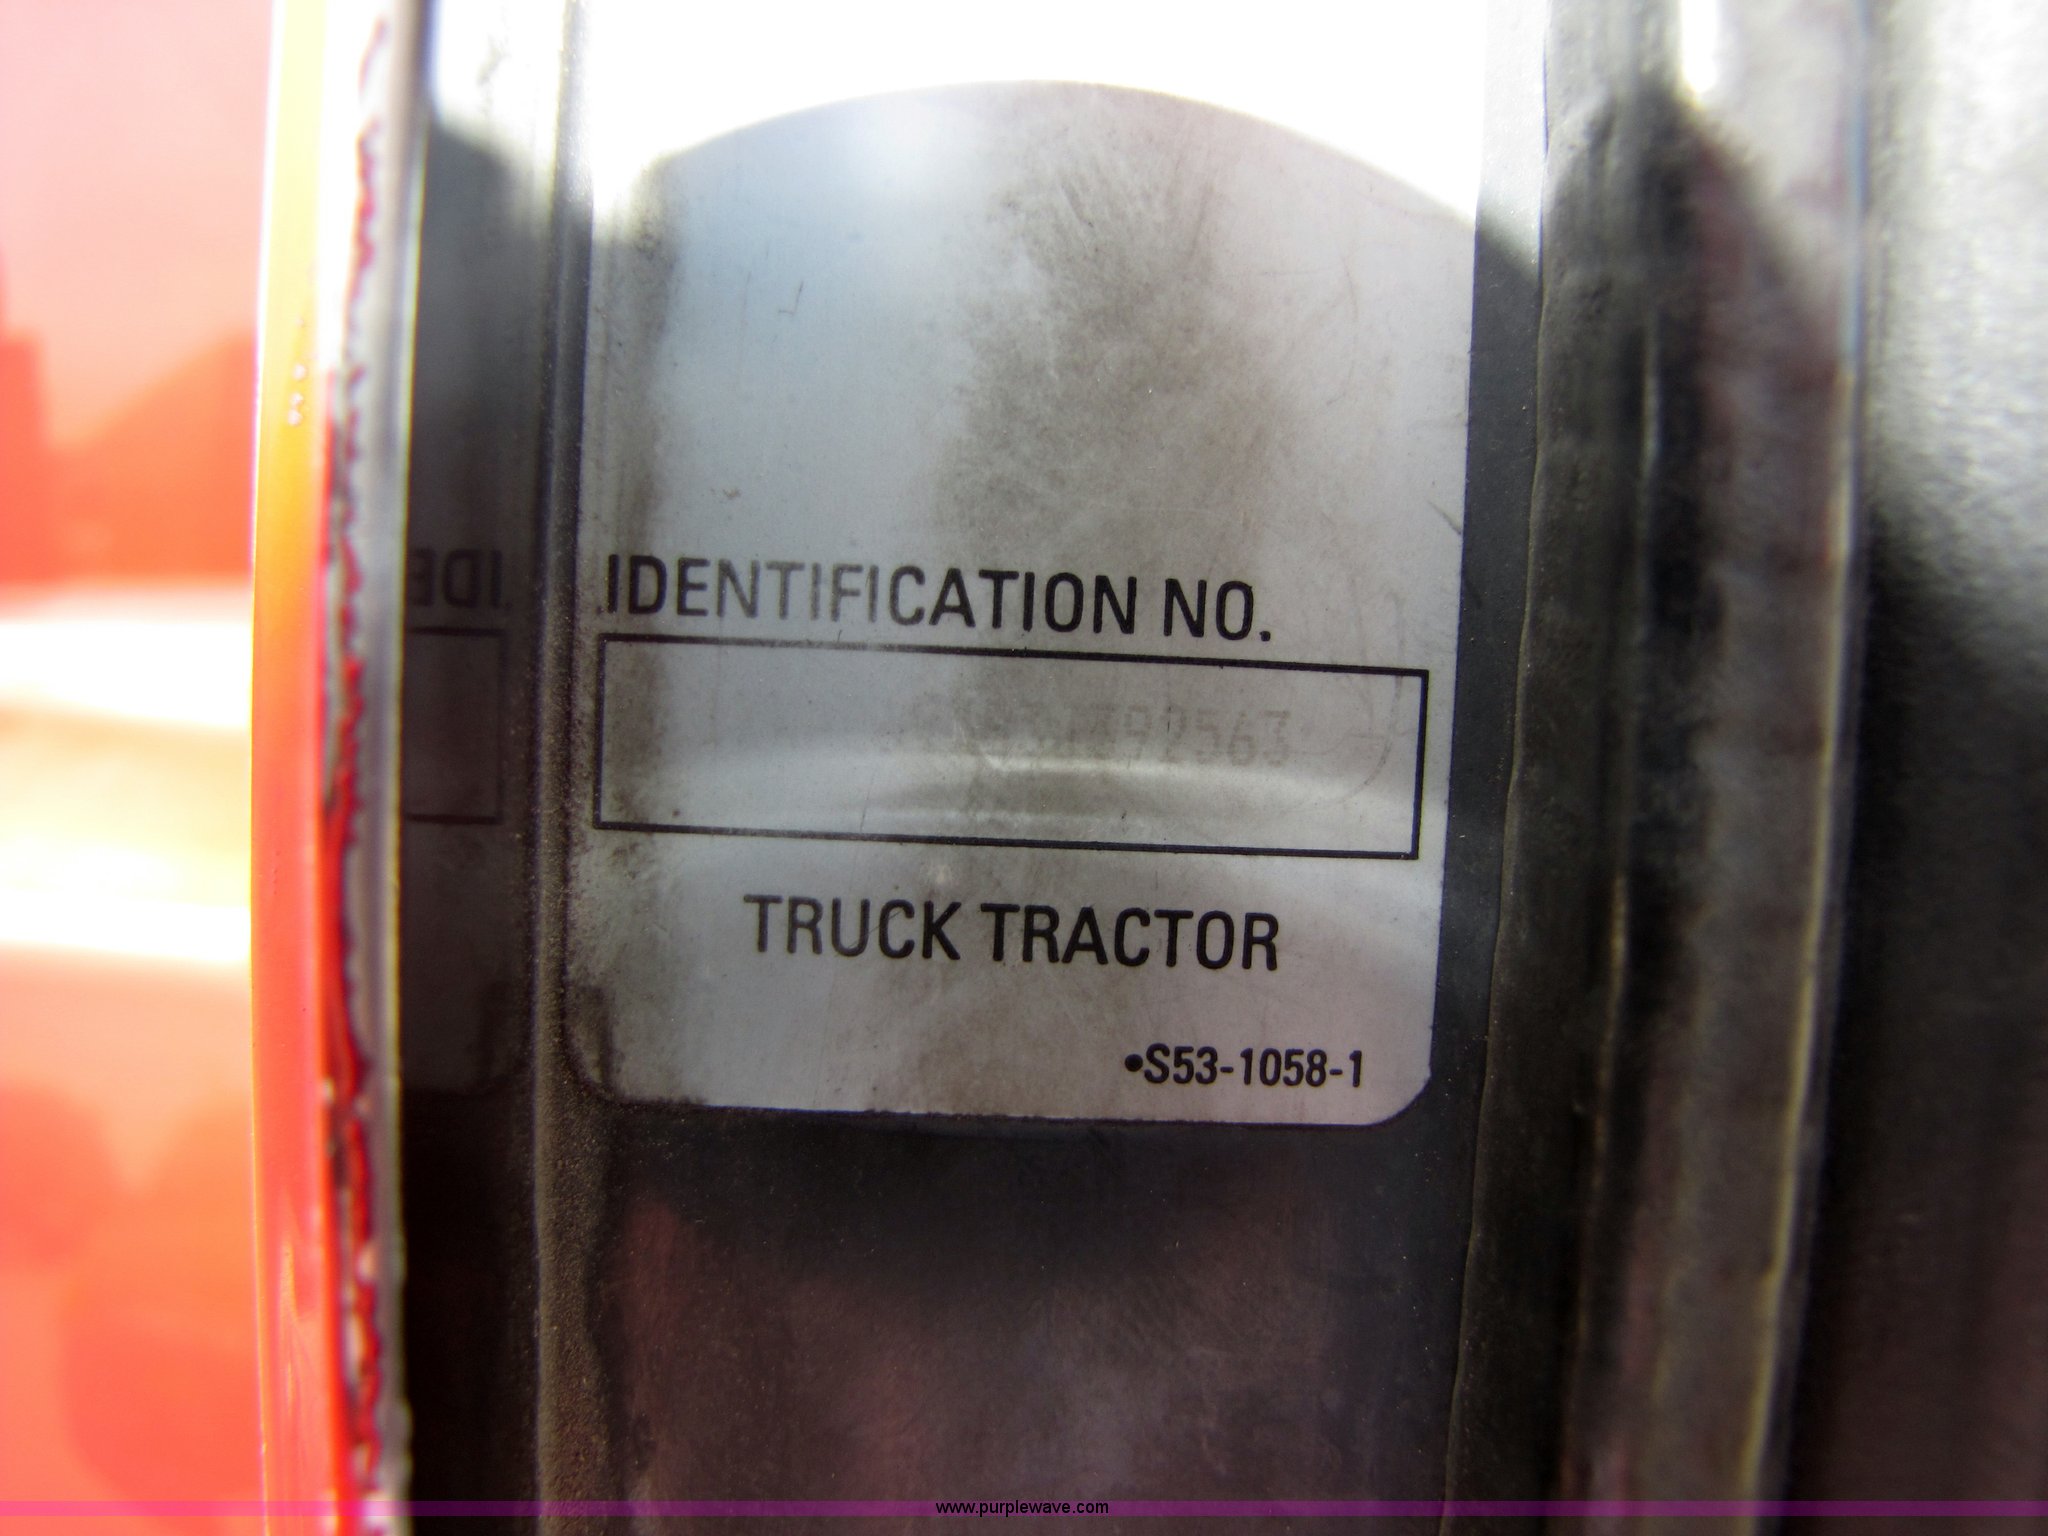 IDENTIFICATION NO.
TRUCK TRACTOR
•S53-1058-1
www.purplewave.com